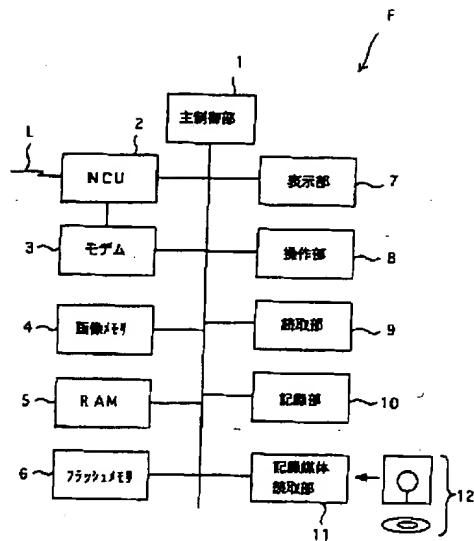 F
1
主制御部
L
2
NCU
表示部
7
3
モデム
操作部
8
4
画像メモリ
読取部
9
5
RAM
記録部
10
6
フラッシュメモリ
記録媒体
読取部
11
12